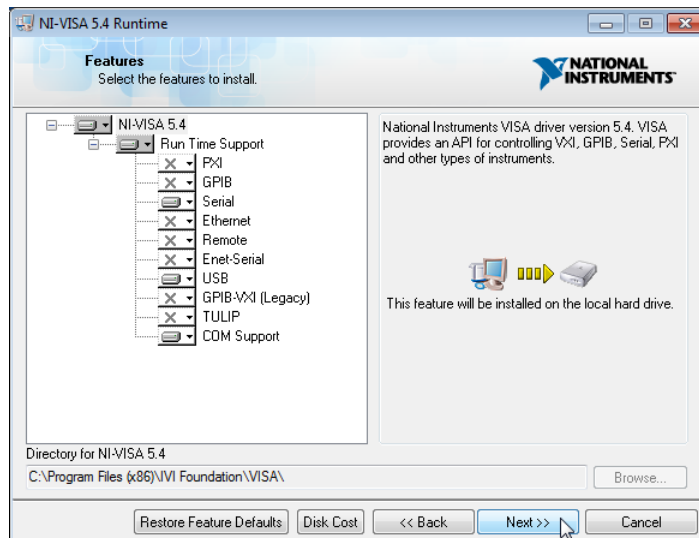 NI-VISA 5.4 Runtime
Features
Select the features to install.
NATIONAL
INSTRUMENTS™
NI-VISA 5.4
Run Time Support
PXI
GPIB
Serial
Ethernet
Remote
Enet-Serial
USB
GPIB-VXI (Legacy)
TULIP
COM Support
National Instruments VISA driver version 5.4. VISA
provides an API for controlling VXI, GPIB, Serial, PXI
and other types of instruments.
This feature will be installed on the local hard drive.
Directory for NI-VISA 5.4
C:\Program Files (x86)\IVI Foundation\VISA\
Browse...
Restore Feature Defaults
Disk Cost
<< Back
Next >>
Cancel